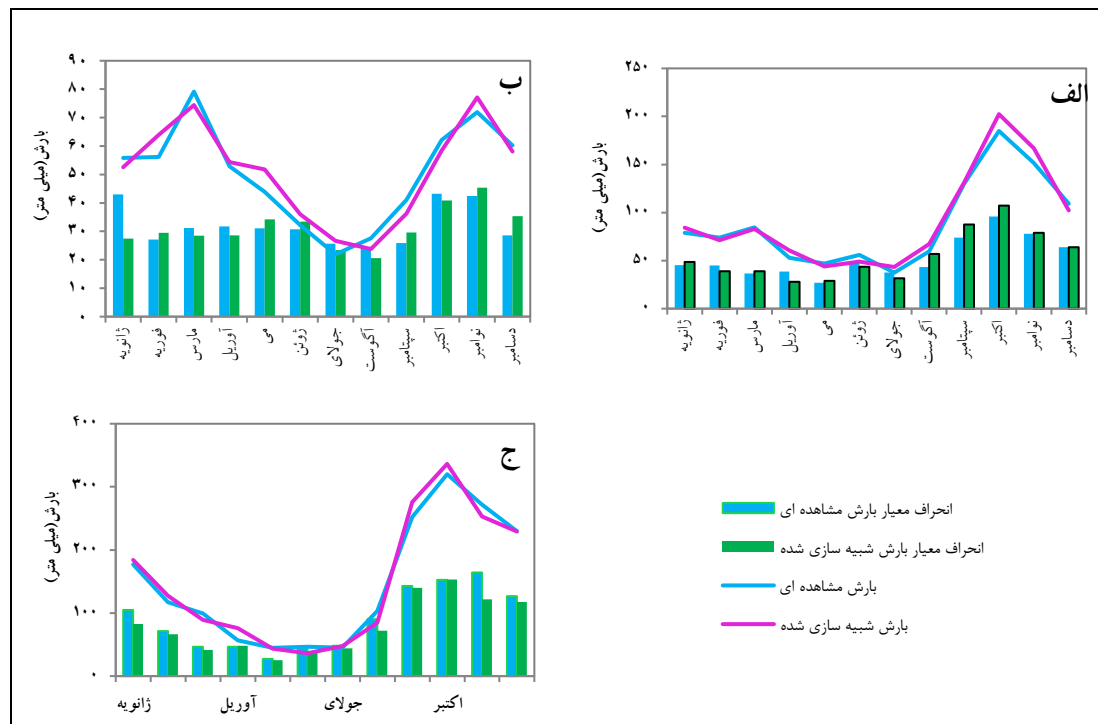 الف
بارش(میلی متر)
۲۵۰
۲۰۰
۱۵۰
۱۰۰
۵۰
۰
ژانویه
فوریه
مارس
آوریل
می
ژوئن
جولای
آگوست
سپتامبر
اکتبر
نوامبر
دسامبر
ب
بارش(میلی متر)
۹۰
۸۰
۷۰
۶۰
۵۰
۴۰
۳۰
۲۰
۱۰
۰
ژانویه
فوریه
مارس
آوریل
می
ژوئن
جولای
آگوست
سپتامبر
اکتبر
نوامبر
دسامبر
ج
بارش(میلی متر)
۴۰۰
۳۰۰
۲۰۰
۱۰۰
۰
ژانویه
آوریل
جولای
اکتبر
انحراف معیار بارش مشاهده ای
انحراف معیار بارش شبیه سازی شده
بارش مشاهده ای
بارش شبیه سازی شده